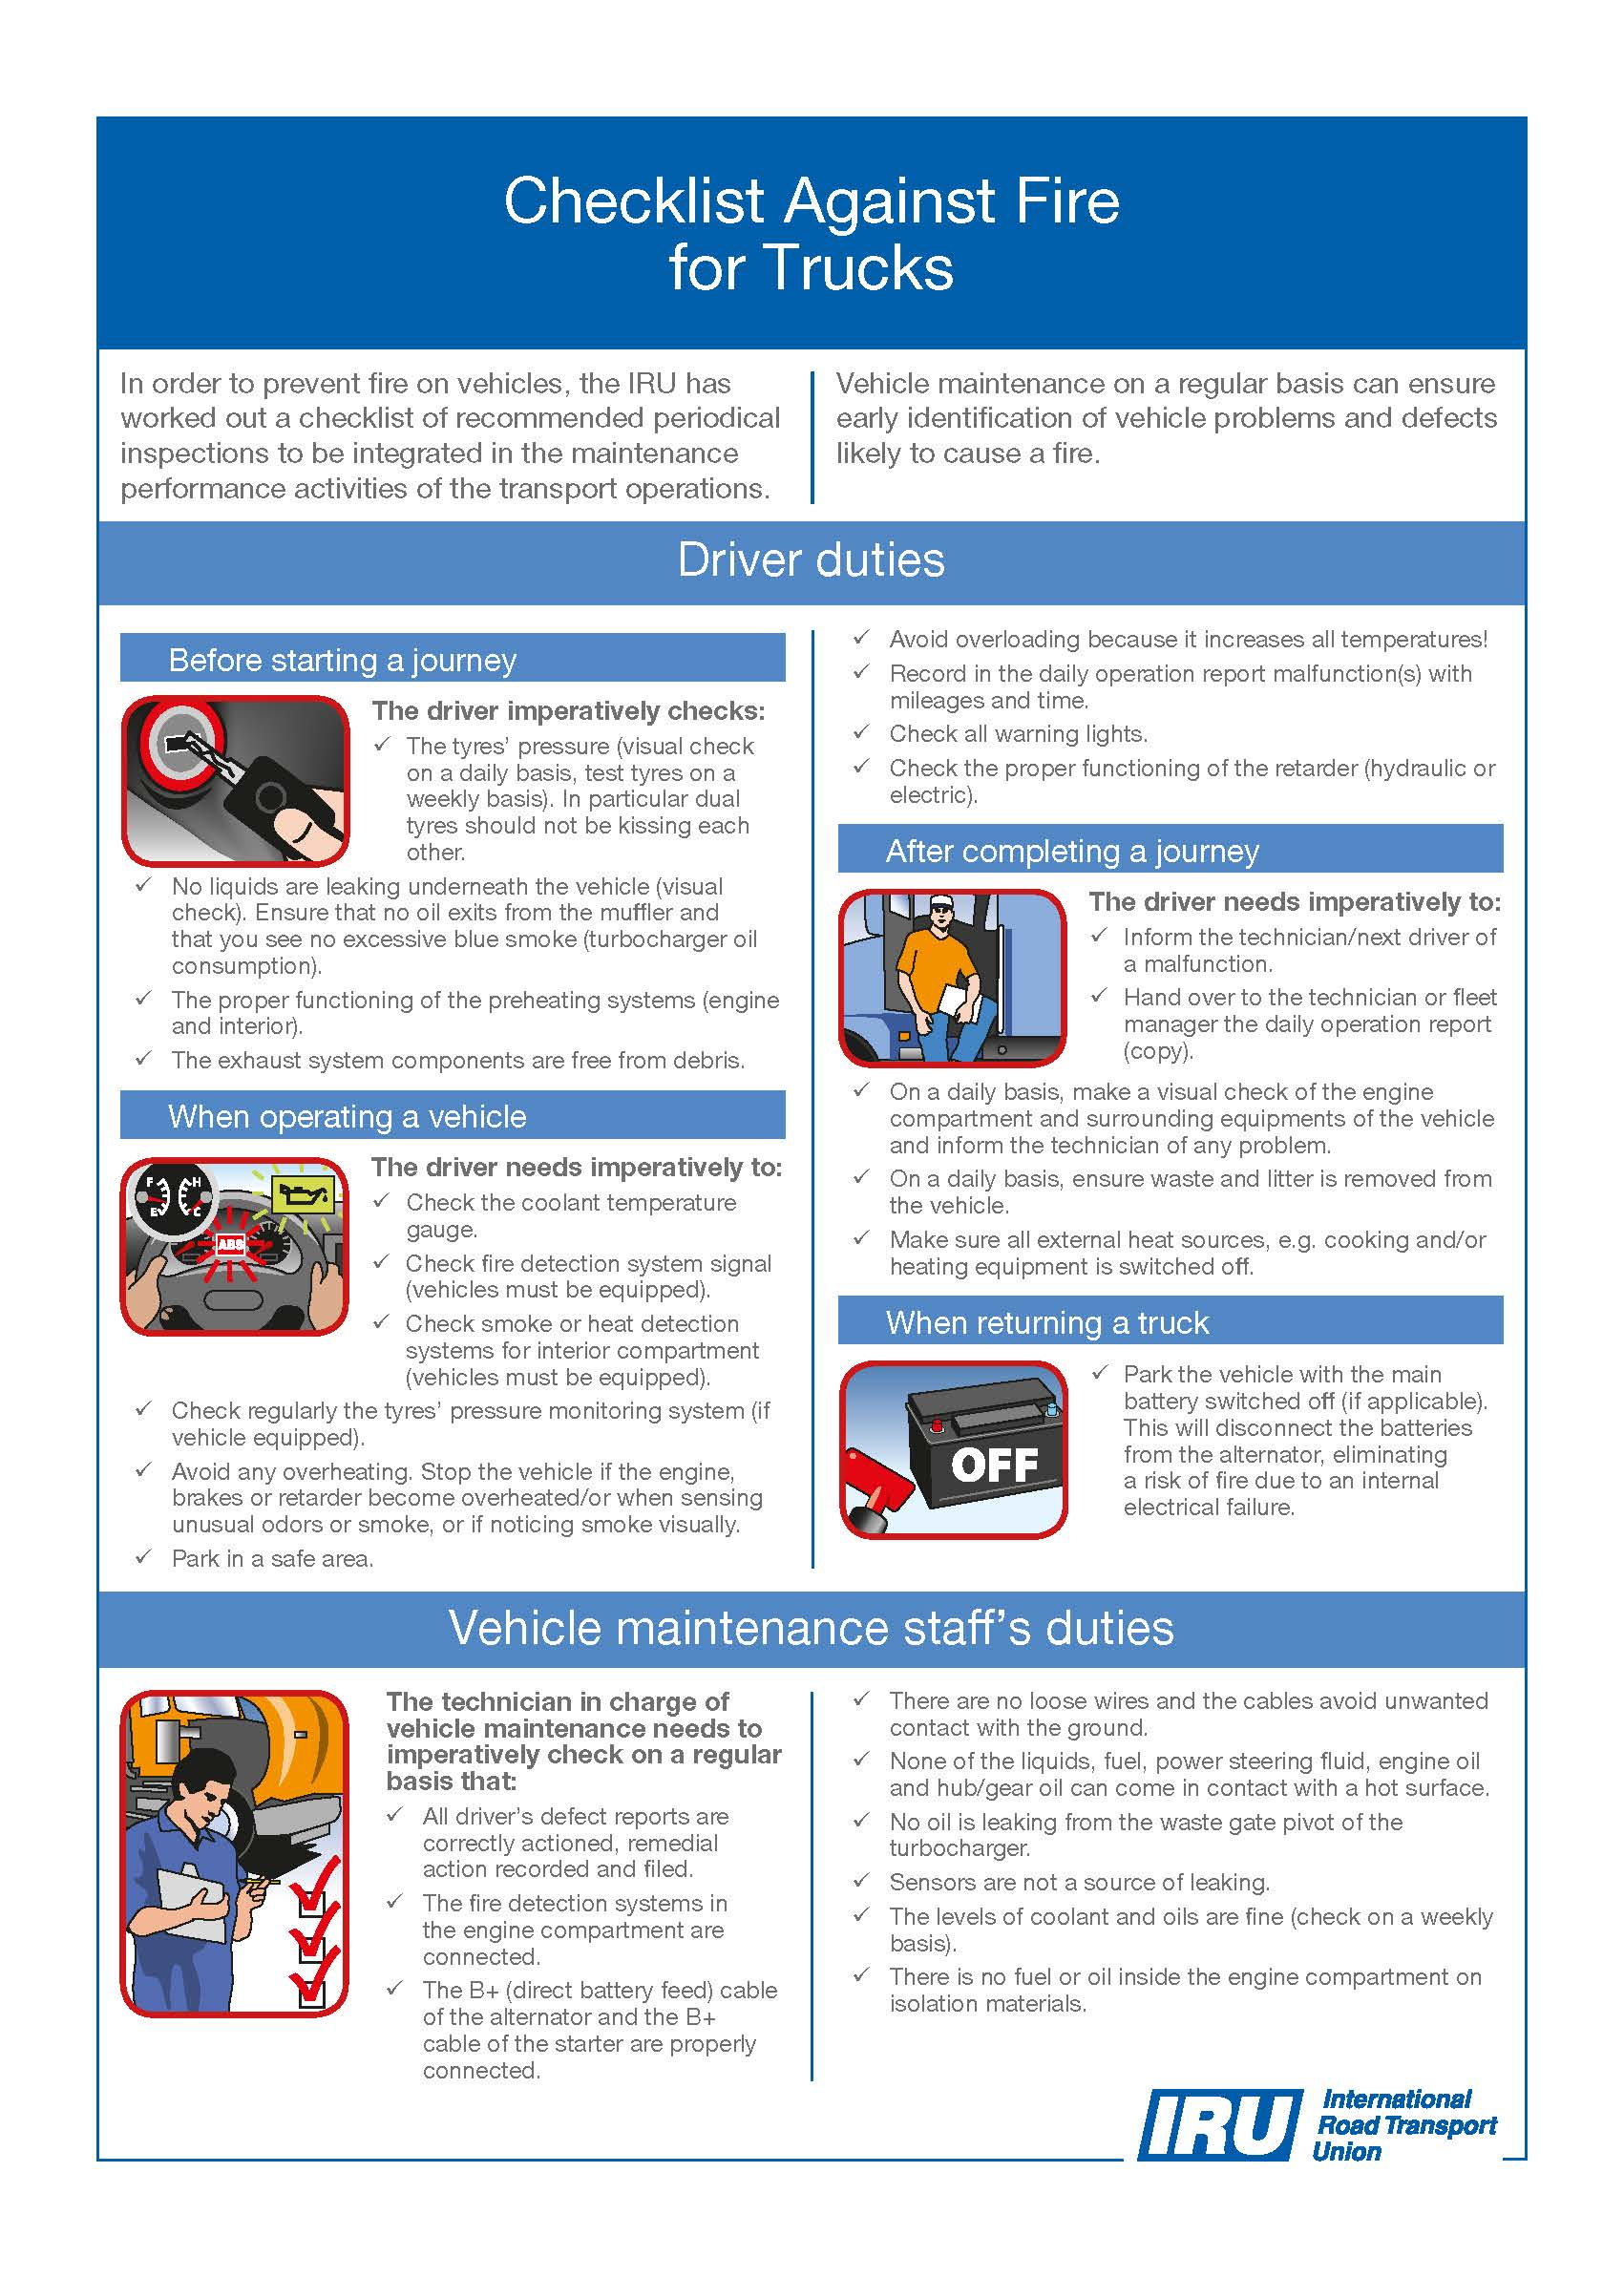 Checklist Against Fire
for Trucks
In order to prevent fire on vehicles, the IRU has
worked out a checklist of recommended periodical
inspections to be integrated in the maintenance
performance activities of the transport operations.
Vehicle maintenance on a regular basis can ensure
early identification of vehicle problems and defects
likely to cause a fire.
Driver duties
Before starting a journey
The driver imperatively checks:
✓ The tyres' pressure (visual check
on a daily basis, test tyres on a
weekly basis). In particular dual
tyres should not be kissing each
other.
✓ No liquids are leaking underneath the vehicle (visual
check). Ensure that no oil exits from the muffler and
that you see no excessive blue smoke (turbocharger oil
consumption).
✓ The proper functioning of the preheating systems (engine
and interior).
✓ The exhaust system components are free from debris.
When operating a vehicle
F H
E C
ABS
The driver needs imperatively to:
✓ Check the coolant temperature
gauge.
✓ Check fire detection system signal
(vehicles must be equipped).
✓ Check smoke or heat detection
systems for interior compartment
(vehicles must be equipped).
✓ Check regularly the tyres' pressure monitoring system (if
vehicle equipped).
✓ Avoid any overheating. Stop the vehicle if the engine,
brakes or retarder become overheated/or when sensing
unusual odors or smoke, or if noticing smoke visually.
✓ Park in a safe area.
✓ Avoid overloading because it increases all temperatures!
✓ Record in the daily operation report malfunction(s) with
mileages and time.
✓ Check all warning lights.
✓ Check the proper functioning of the retarder (hydraulic or
electric).
After completing a journey
The driver needs imperatively to:
✓ Inform the technician/next driver of
a malfunction.
✓ Hand over to the technician or fleet
manager the daily operation report
(copy).
✓ On a daily basis, make a visual check of the engine
compartment and surrounding equipments of the vehicle
and inform the technician of any problem.
✓ On a daily basis, ensure waste and litter is removed from
the vehicle.
✓ Make sure all external heat sources, e.g. cooking and/or
heating equipment is switched off.
When returning a truck
OFF
✓ Park the vehicle with the main
battery switched off (if applicable).
This will disconnect the batteries
from the alternator, eliminating
a risk of fire due to an internal
electrical failure.
Vehicle maintenance staff's duties
The technician in charge of
vehicle maintenance needs to
imperatively check on a regular
basis that:
✓ All driver's defect reports are
correctly actioned, remedial
action recorded and filed.
✓ The fire detection systems in
the engine compartment are
connected.
✓ The B+ (direct battery feed) cable
of the alternator and the B+
cable of the starter are properly
connected.
✓ There are no loose wires and the cables avoid unwanted
contact with the ground.
✓ None of the liquids, fuel, power steering fluid, engine oil
and hub/gear oil can come in contact with a hot surface.
✓ No oil is leaking from the waste gate pivot of the
turbocharger.
✓ Sensors are not a source of leaking.
✓ The levels of coolant and oils are fine (check on a weekly
basis).
✓ There is no fuel or oil inside the engine compartment on
isolation materials.
IRU
International
Road Transport
Union